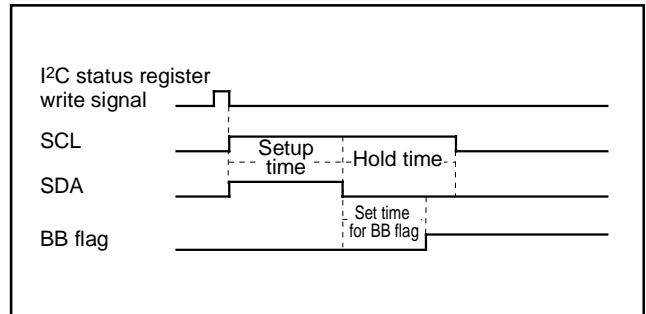 I²C status register
write signal
SCL
Setup
time
Hold time
SDA
Set time
for BB flag
BB flag